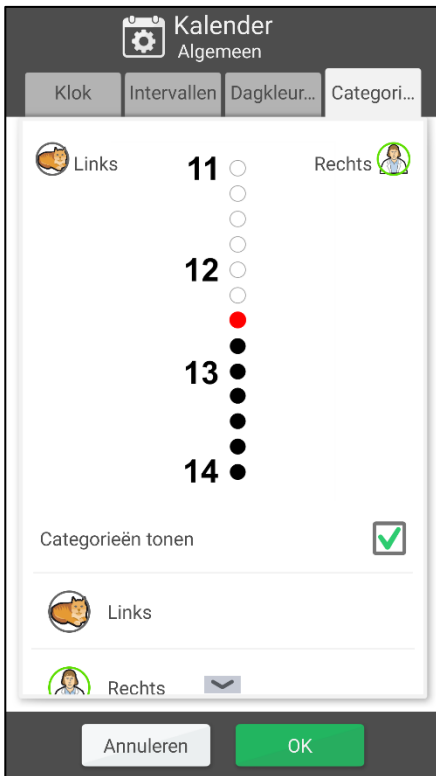 Kalender
Algemeen
Klok Intervallen Dagkleur... Categori...
Links 11 Rechts
12
13
14
Categorieën tonen
Links
Rechts
Annuleren OK